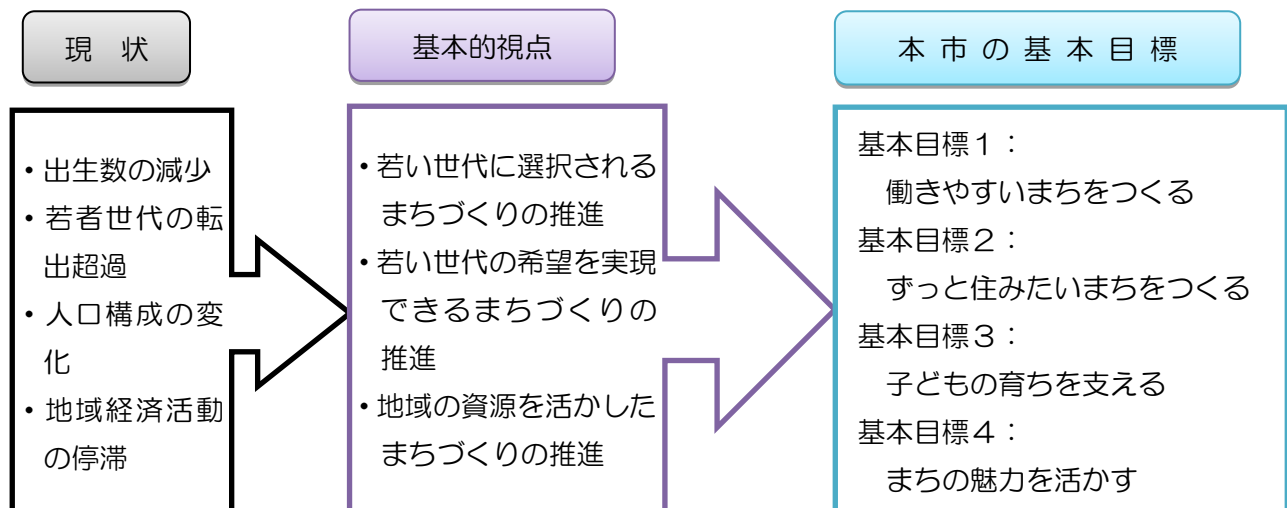 現 状
・出生数の減少
・若者世代の転
出超過
・人口構成の変
化
・地域経済活動
の停滞
基本的視点
・若い世代に選択される
まちづくりの推進
・若い世代の希望を実現
できるまちづくりの
推進
・地域の資源を活かした
まちづくりの推進
本 市 の 基 本 目 標
基本目標１：
働きやすいまちをつくる
基本目標２：
ずっと住みたいまちをつくる
基本目標３：
子どもの育ちを支える
基本目標４：
まちの魅力を活かす